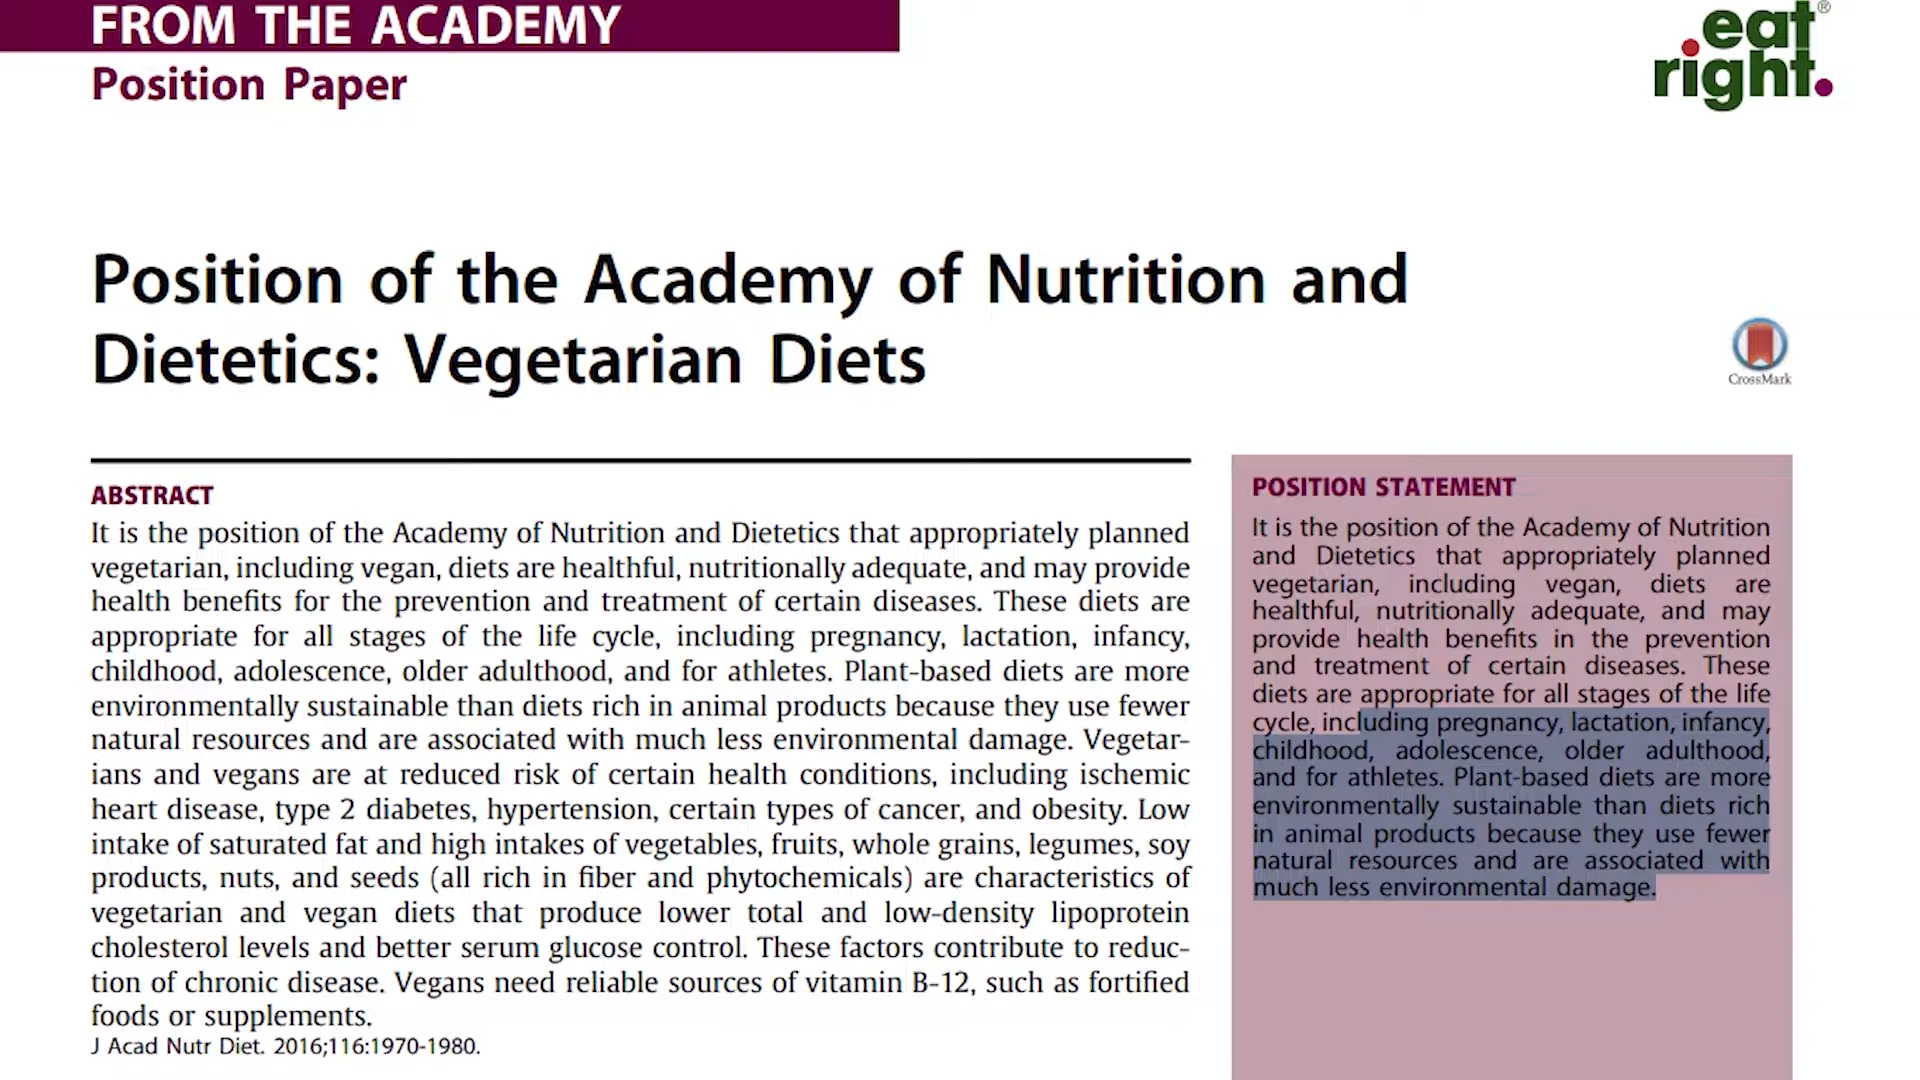 FROM THE ACADEMY
Position Paper
eat
right.
®
Position of the Academy of Nutrition and
Dietetics: Vegetarian Diets
CrossMark
ABSTRACT
It is the position of the Academy of Nutrition and Dietetics that appropriately planned
vegetarian, including vegan, diets are healthful, nutritionally adequate, and may provide
health benefits for the prevention and treatment of certain diseases. These diets are
appropriate for all stages of the life cycle, including pregnancy, lactation, infancy,
childhood, adolescence, older adulthood, and for athletes. Plant-based diets are more
environmentally sustainable than diets rich in animal products because they use fewer
natural resources and are associated with much less environmental damage. Vegetar-
ians and vegans are at reduced risk of certain health conditions, including ischemic
heart disease, type 2 diabetes, hypertension, certain types of cancer, and obesity. Low
intake of saturated fat and high intakes of vegetables, fruits, whole grains, legumes, soy
products, nuts, and seeds (all rich in fiber and phytochemicals) are characteristics of
vegetarian and vegan diets that produce lower total and low-density lipoprotein
cholesterol levels and better serum glucose control. These factors contribute to reduc-
tion of chronic disease. Vegans need reliable sources of vitamin B-12, such as fortified
foods or supplements.
J Acad Nutr Diet. 2016;116:1970-1980.
POSITION STATEMENT
It is the position of the Academy of Nutrition
and Dietetics that appropriately planned
vegetarian, including vegan, diets are
healthful, nutritionally adequate, and may
provide health benefits in the prevention
and treatment of certain diseases. These
diets are appropriate for all stages of the life
cycle, including pregnancy, lactation, infancy,
childhood, adolescence, older adulthood,
and for athletes. Plant-based diets are more
environmentally sustainable than diets rich
in animal products because they use fewer
natural resources and are associated with
much less environmental damage.